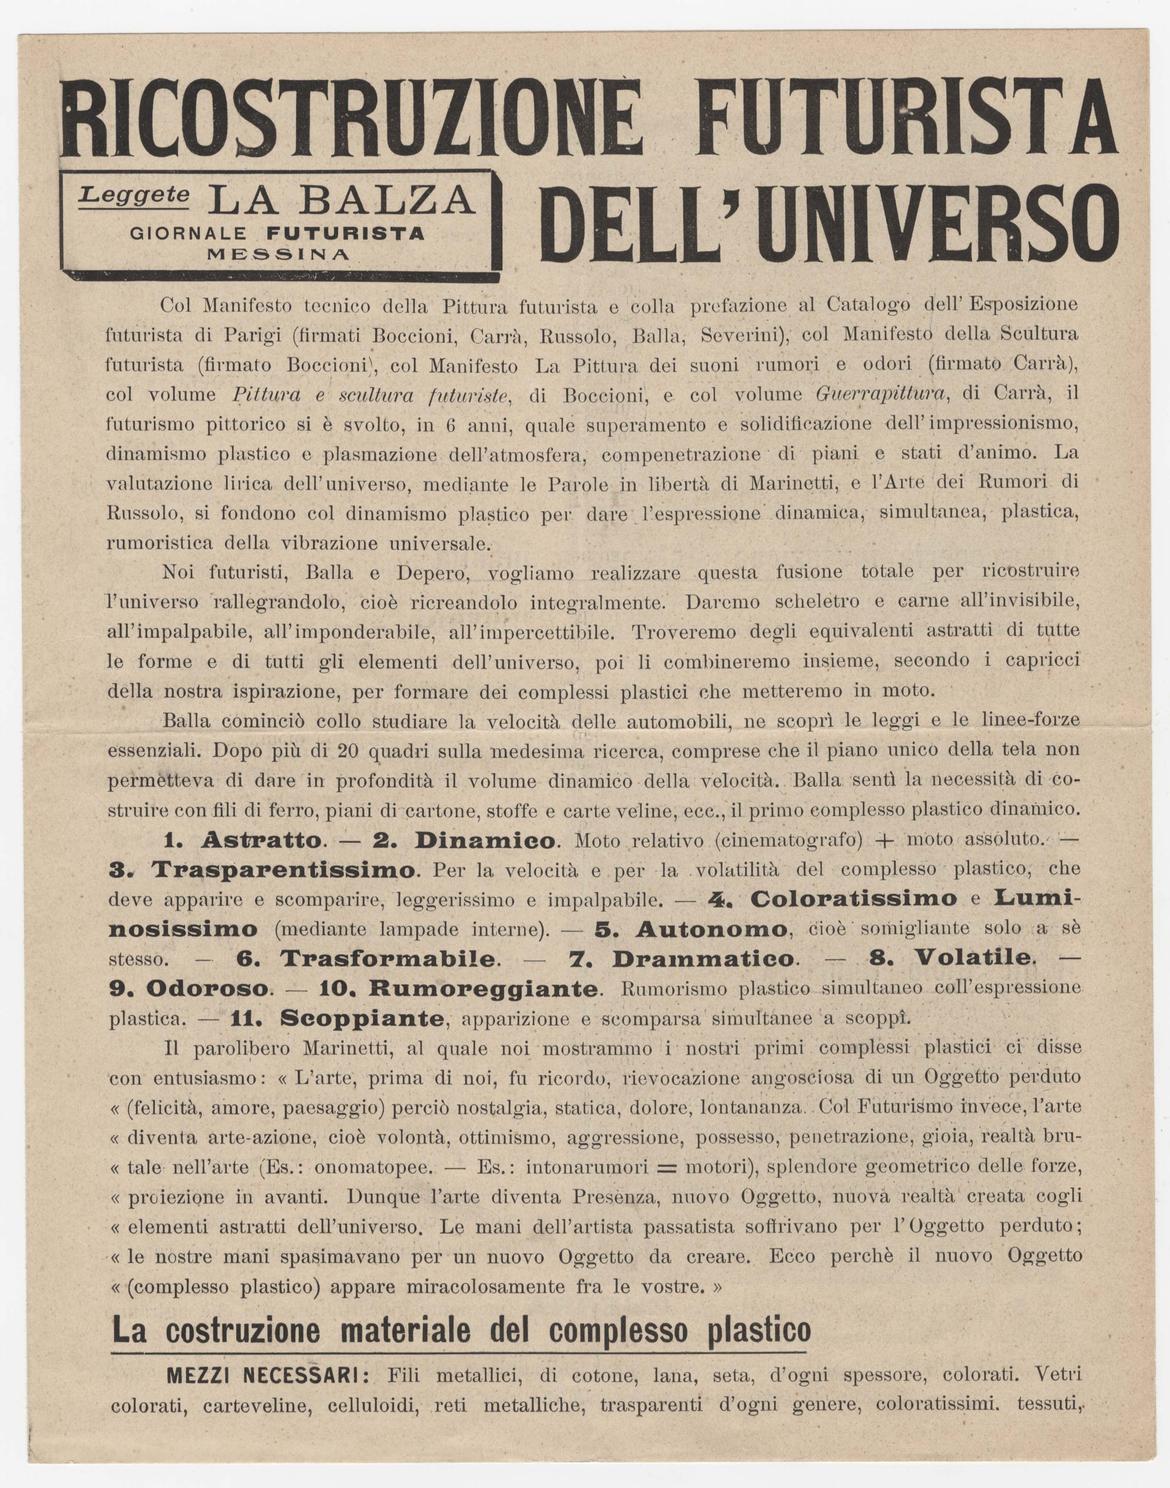 RICOSTRUZIONE FUTURISTA
DELL'UNIVERSO
Leggete LA BALZA
GIORNALE FUTURISTA
MESSINA
Col Manifesto tecnico della Pittura futurista e colla prefazione al Catalogo dell'Esposizione
futurista di Parigi (firmati Boccioni, Carrà, Russolo, Balla, Severini), col Manifesto della Scultura
futurista (firmato Boccioni), col Manifesto La Pittura dei suoni rumori e odori (firmato Carrà),
col volume Pittura e scultura futuriste, di Boccioni, e col volume Guerrapittura, di Carrà, il
futurismo pittorico si è svolto, in 6 anni, quale superamento e solidificazione dell'impressionismo,
dinamismo plastico e plasmazione dell'atmosfera, compenetrazione di piani e stati d'animo. La
valutazione lirica dell'universo, mediante le Parole in libertà di Marinetti, e l'Arte dei Rumori di
Russolo, si fondono col dinamismo plastico per dare l'espressione dinamica, simultanea, plastica,
rumoristica della vibrazione universale.
Noi futuristi, Balla e Depero, vogliamo realizzare questa fusione totale per ricostruire
l'universo rallegrandolo, cioè ricreandolo integralmente. Daremo scheletro e carne all'invisibile,
all'impalpabile, all'imponderabile, all'impercettibile. Troveremo degli equivalenti astratti di tutte
le forme e di tutti gli elementi dell'universo, poi li combineremo insieme, secondo i capricci
della nostra ispirazione, per formare dei complessi plastici che metteremo in moto.
Balla cominciò collo studiare la velocità delle automobili, ne scoprì le leggi e le linee-forze
essenziali. Dopo più di 20 quadri sulla medesima ricerca, comprese che il piano unico della tela non
permetteva di dare in profondità il volume dinamico della velocità. Balla sentì la necessità di co-
struire con fili di ferro, piani di cartone, stoffe e carte veline, ecc., il primo complesso plastico dinamico.
1. Astratto. — 2. Dinamico. Moto relativo (cinematografo) + moto assoluto. —
3. Trasparentissimo. Per la velocità e per la volatilità del complesso plastico, che
deve apparire e scomparire, leggerissimo e impalpabile. — 4. Coloratissimo e Lumi-
nosissimo (mediante lampade interne). — 5. Autonomo, cioè somigliante solo a sè
stesso. — 6. Trasformabile. — 7. Drammatico. — 8. Volatile. —
9. Odoroso. — 10. Rumoreggiante. Rumorismo plastico simultaneo coll'espressione
plastica. — 11. Scoppiante, apparizione e scomparsa simultanee a scoppî.
Il parolibero Marinetti, al quale noi mostrammo i nostri primi complessi plastici ci disse
con entusiasmo: « L'arte, prima di noi, fu ricordo, rievocazione angosciosa di un Oggetto perduto
« (felicità, amore, paesaggio) perciò nostalgia, statica, dolore, lontananza. Col Futurismo invece, l'arte
« diventa arte-azione, cioè volontà, ottimismo, aggressione, possesso, penetrazione, gioia, realtà bru-
« tale nell'arte (Es.: onomatopee. — Es.: intonarumori = motori), splendore geometrico delle forze,
« proiezione in avanti. Dunque l'arte diventa Presenza, nuovo Oggetto, nuova realtà creata cogli
« elementi astratti dell'universo. Le mani dell'artista passatista soffrivano per l'Oggetto perduto;
« le nostre mani spasimavano per un nuovo Oggetto da creare. Ecco perchè il nuovo Oggetto
« (complesso plastico) appare miracolosamente fra le vostre. »
La costruzione materiale del complesso plastico
MEZZI NECESSARI: Fili metallici, di cotone, lana, seta, d'ogni spessore, colorati. Vetri
colorati, carteveline, celluloidi, reti metalliche, trasparenti d'ogni genere, coloratissimi. tessuti,